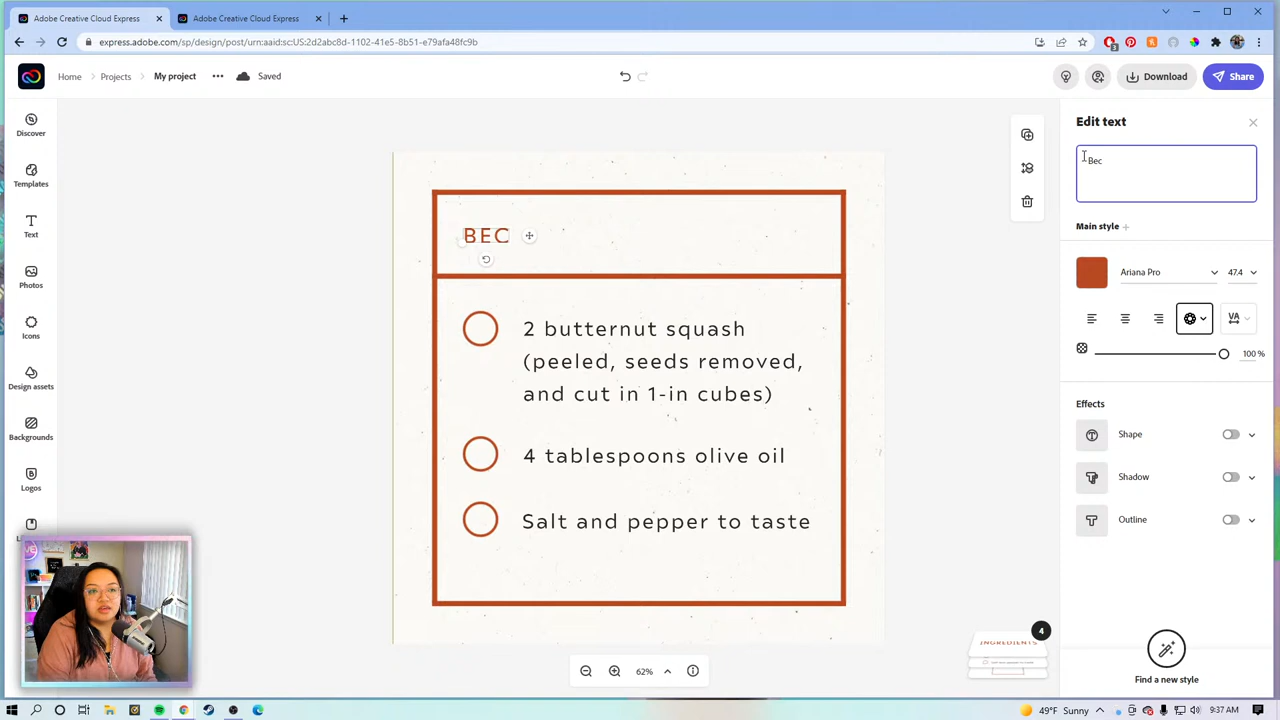 Adobe Creative Cloud Express
Adobe Creative Cloud Express
express.adobe.com/sp/design/post/urn:aaid:sc:US:2d2abc8d-1102-41e5-8b51-e79afa48fc9b
3
Home
Projects
My project
Saved
Download
Share
Discover
Templates
Text
Photos
Icons
Design assets
Backgrounds
Logos
BEC
2 butternut squash
(peeled, seeds removed,
and cut in 1-in cubes)
4 tablespoons olive oil
Salt and pepper to taste
Edit text
Bec
Main style
Ariana Pro
47.4
VA
100 %
Effects
Shape
Shadow
Outline
4
INGREDIENTS
62%
Find a new style
49°F Sunny
9:37 AM